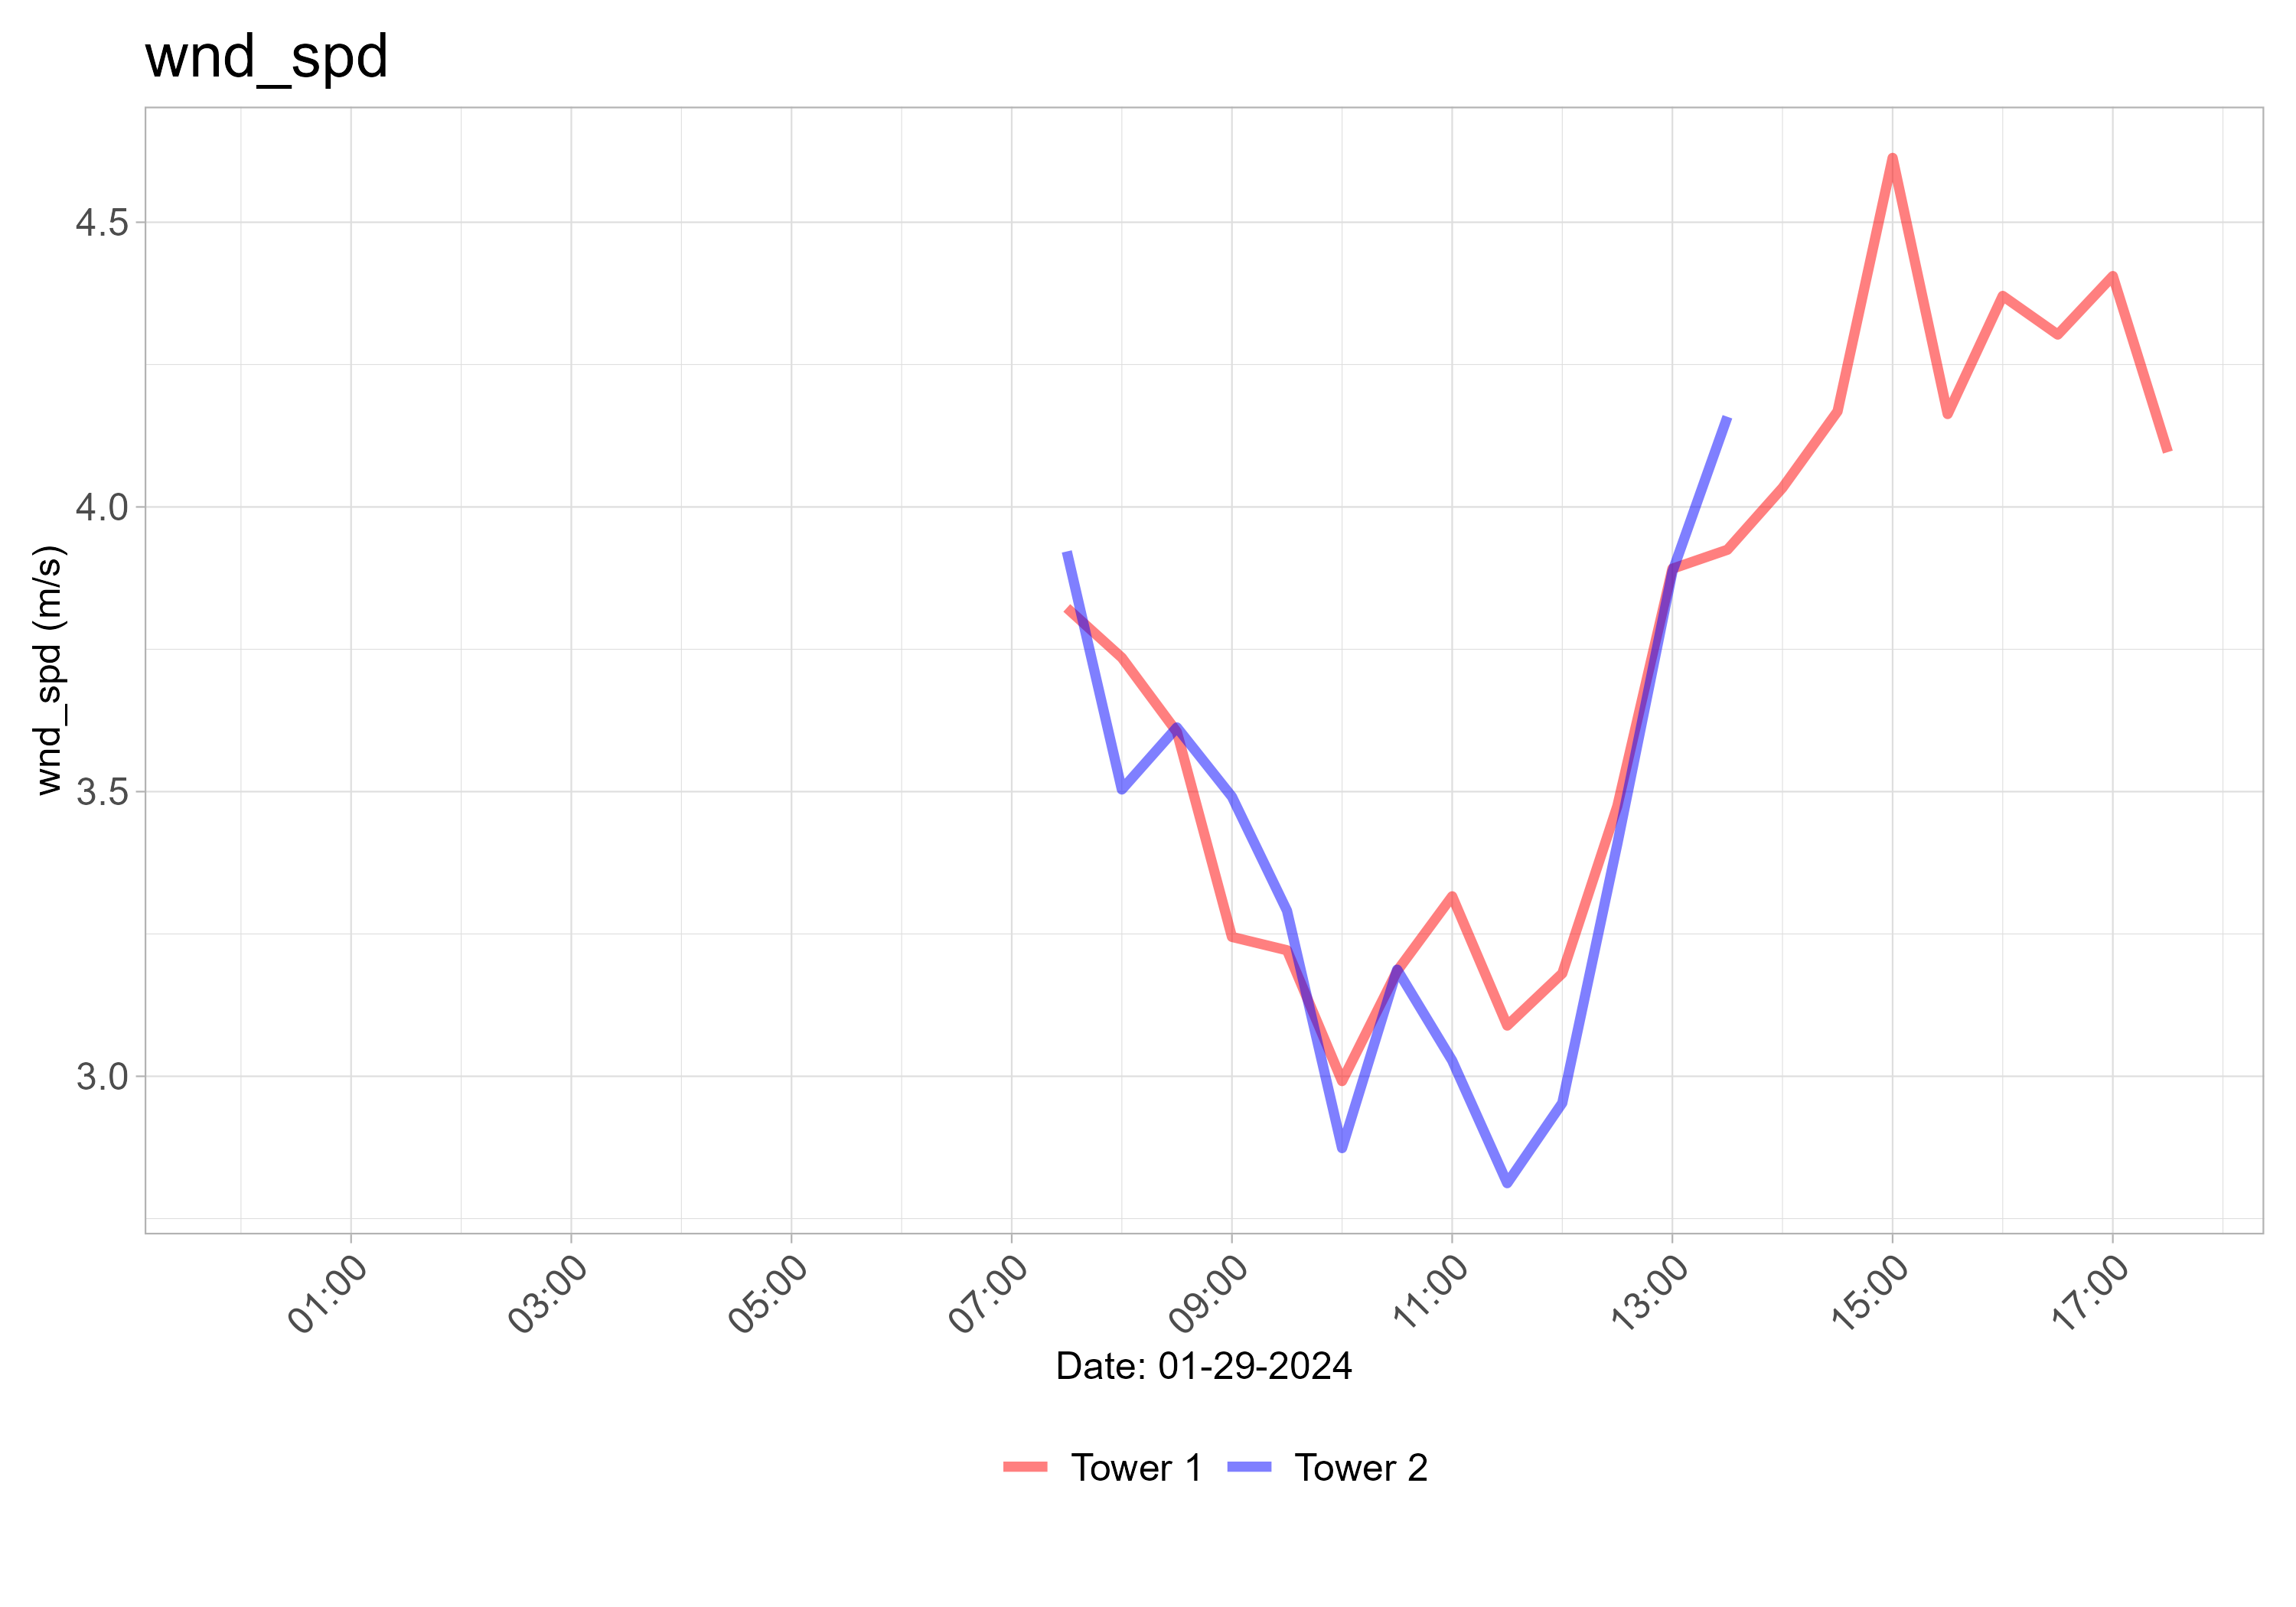 wnd_spd
wnd_spd (m/s)
4.5
4.0
3.5
3.0
01:00 03:00 05:00 07:00 09:00 11:00 13:00 15:00 17:00
Date: 01-29-2024
Tower 1 Tower 2